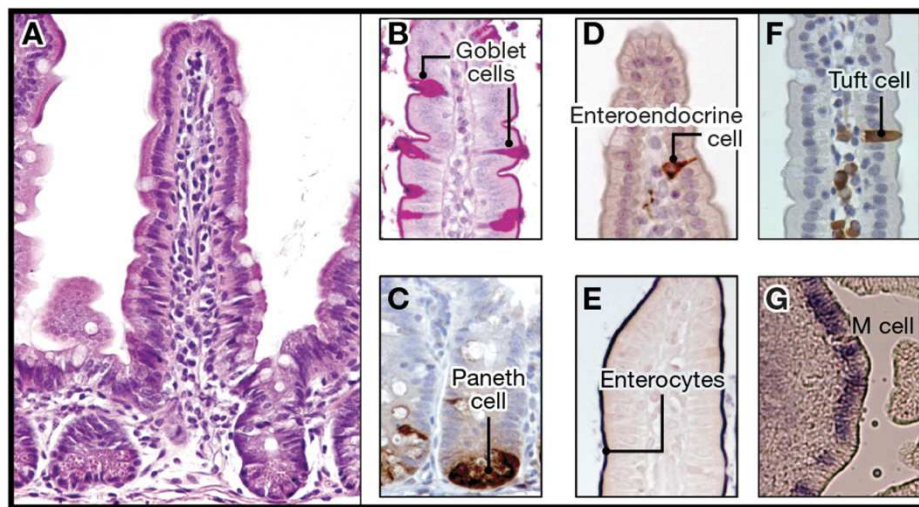 A
B
Goblet
cells
D
Enteroendocrine
cell
F
Tuft cell
C
Paneth
cell
E
Enterocytes
G
M cell